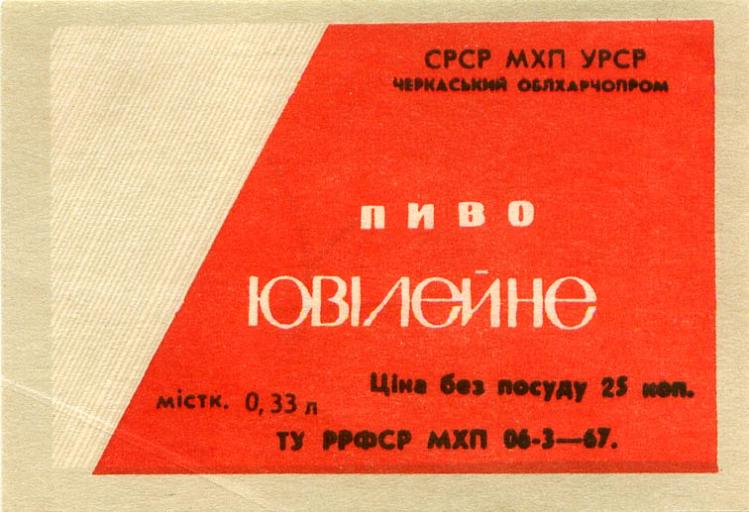 СРСР МХП УРСР
ЧЕРКАСЬКИЙ ОБЛХАРЧОПРОМ
ПИВО
ЮВІЛЕЙНЕ
Ціна без посуду 25 коп.
містк. 0,33 л
ТУ РРФСР МХП 06-3—67.